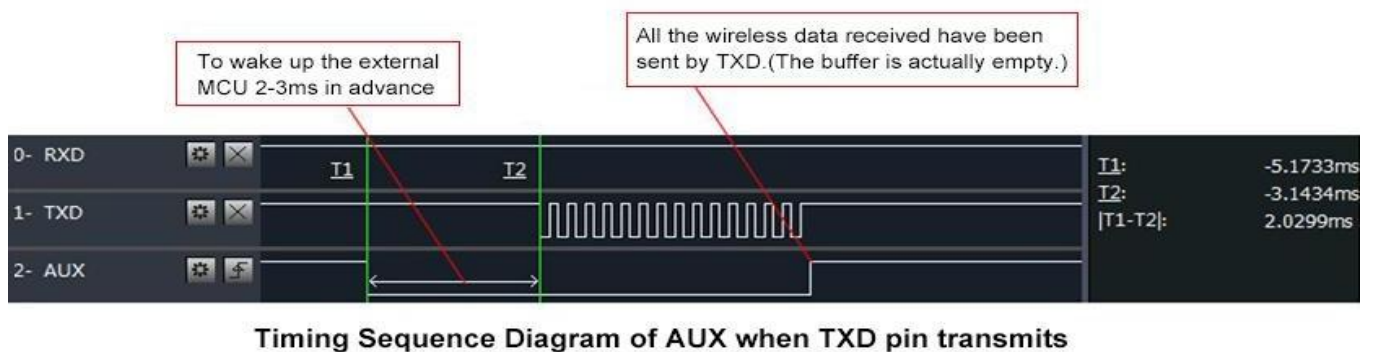 To wake up the external
MCU 2-3ms in advance
All the wireless data received have been
sent by TXD.(The buffer is actually empty.)
0- RXD
T1
T2
1- TXD
2- AUX
T1: -5.1733ms
T2: -3.1434ms
|T1-T2|: 2.0299ms
Timing Sequence Diagram of AUX when TXD pin transmits